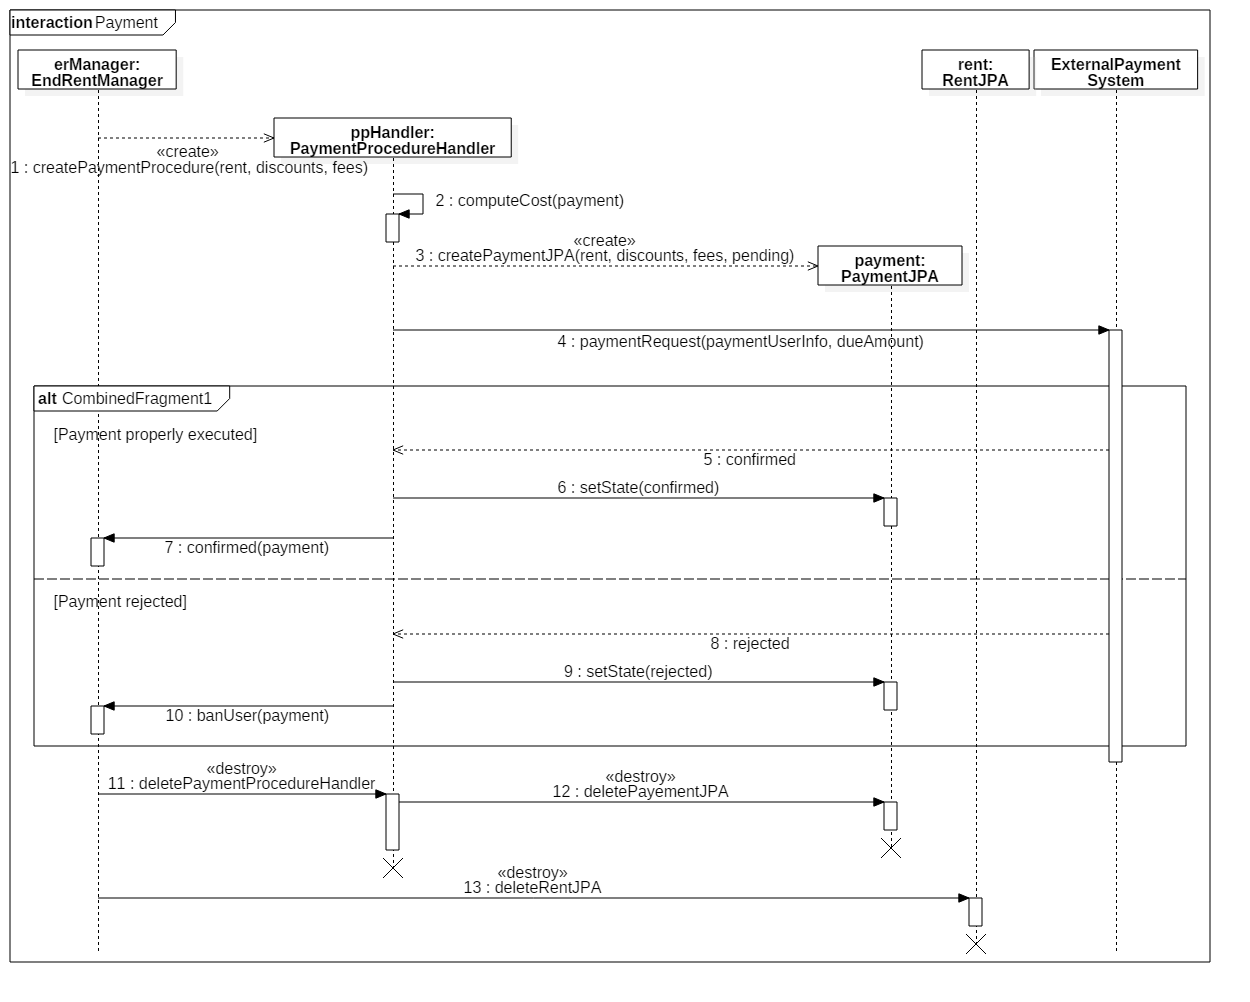 interaction Payment
erManager:
EndRentManager
rent:
RentJPA
ExternalPayment
System
ppHandler:
PaymentProcedureHandler
«create»
1 : createPaymentProcedure(rent, discounts, fees)
2 : computeCost(payment)
«create»
3 : createPaymentJPA(rent, discounts, fees, pending)
payment:
PaymentJPA
4 : paymentRequest(paymentUserInfo, dueAmount)
alt CombinedFragment1
[Payment properly executed]
5 : confirmed
6 : setState(confirmed)
7 : confirmed(payment)
[Payment rejected]
8 : rejected
9 : setState(rejected)
10 : banUser(payment)
«destroy»
11 : deletePaymentProcedureHandler
«destroy»
12 : deletePayementJPA
«destroy»
13 : deleteRentJPA